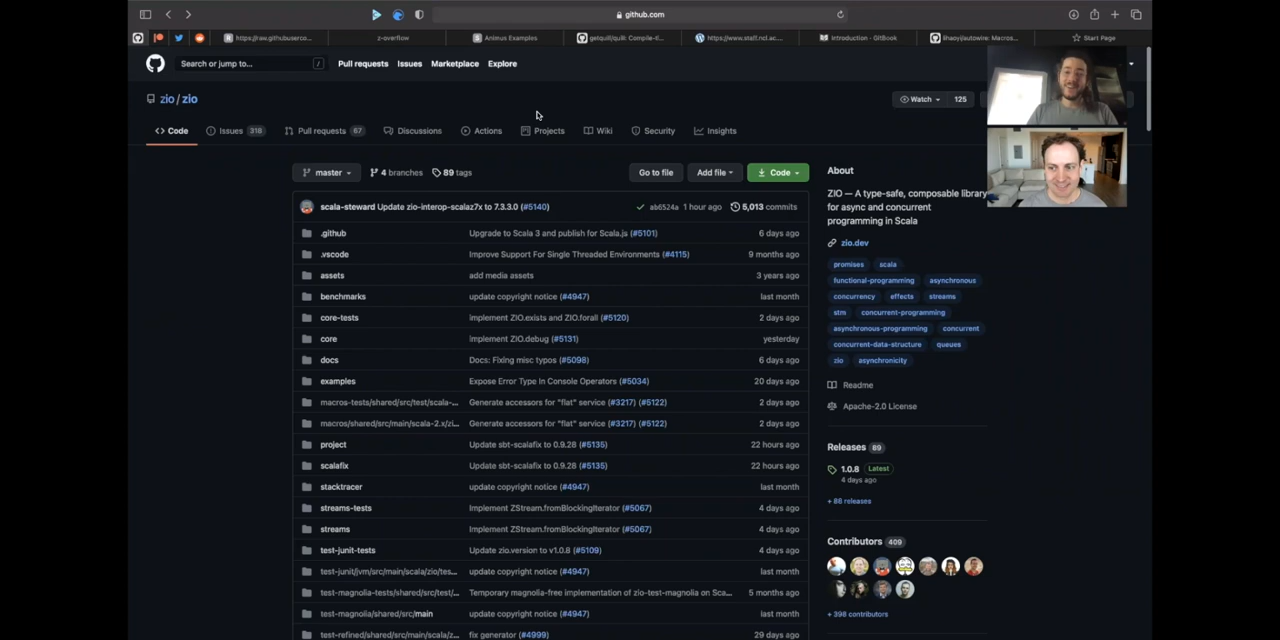 github.com
https://raw.githubuserco...
z-overflow
Animus Examples
getquill/quill: Compile-ti...
https://www.staff.ncl.ac....
Introduction - GitBook
lihaoyi/autowire: Macros...
Start Page
Search or jump to... /
Pull requests Issues Marketplace Explore
zio / zio
Watch 125
Code Issues 318 Pull requests 67 Discussions Actions Projects Wiki Security Insights
master 4 branches 89 tags Go to file Add file Code
scala-steward Update zio-interop-scalaz7x to 7.3.3.0 (#5140) ab6524a 1 hour ago 5,013 commits
.github Upgrade to Scala 3 and publish for Scala.js (#5101) 6 days ago
.vscode Improve Support For Single Threaded Environments (#4115) 9 months ago
assets add media assets 3 years ago
benchmarks update copyright notice (#4947) last month
core-tests implement ZIO.exists and ZIO.forall (#5120) 2 days ago
core implement ZIO.debug (#5131) yesterday
docs Docs: Fixing misc typos (#5098) 6 days ago
examples Expose Error Type In Console Operators (#5034) 20 days ago
macros-tests/shared/src/test/scala-... Generate accessors for "flat" service (#3217) (#5122) 2 days ago
macros/shared/src/main/scala-2.x/zi... Generate accessors for "flat" service (#3217) (#5122) 2 days ago
project Update sbt-scalafix to 0.9.28 (#5135) 22 hours ago
scalafix Update sbt-scalafix to 0.9.28 (#5135) 22 hours ago
stacktracer update copyright notice (#4947) last month
streams-tests Implement ZStream.fromBlockingIterator (#5067) 4 days ago
streams Implement ZStream.fromBlockingIterator (#5067) 4 days ago
test-junit-tests Update zio.version to v1.0.8 (#5109) 4 days ago
test-junit/jvm/src/main/scala/zio/tes... update copyright notice (#4947) last month
test-magnolia-tests/shared/src/test/... Temporary magnolia-free implementation of zio-test-magnolia on Sca... 5 months ago
test-magnolia/shared/src/main update copyright notice (#4947) last month
test-refined/shared/src/main/scala/z... fix generator (#4999) 29 days ago
About
ZIO — A type-safe, composable library
for async and concurrent
programming in Scala
zio.dev
promises scala
functional-programming asynchronous
concurrency effects streams
stm concurrent-programming
asynchronous-programming concurrent
concurrent-data-structure queues
zio asynchronicity
Readme
Apache-2.0 License
Releases 89
1.0.8 Latest
4 days ago
+ 88 releases
Contributors 409
+ 398 contributors